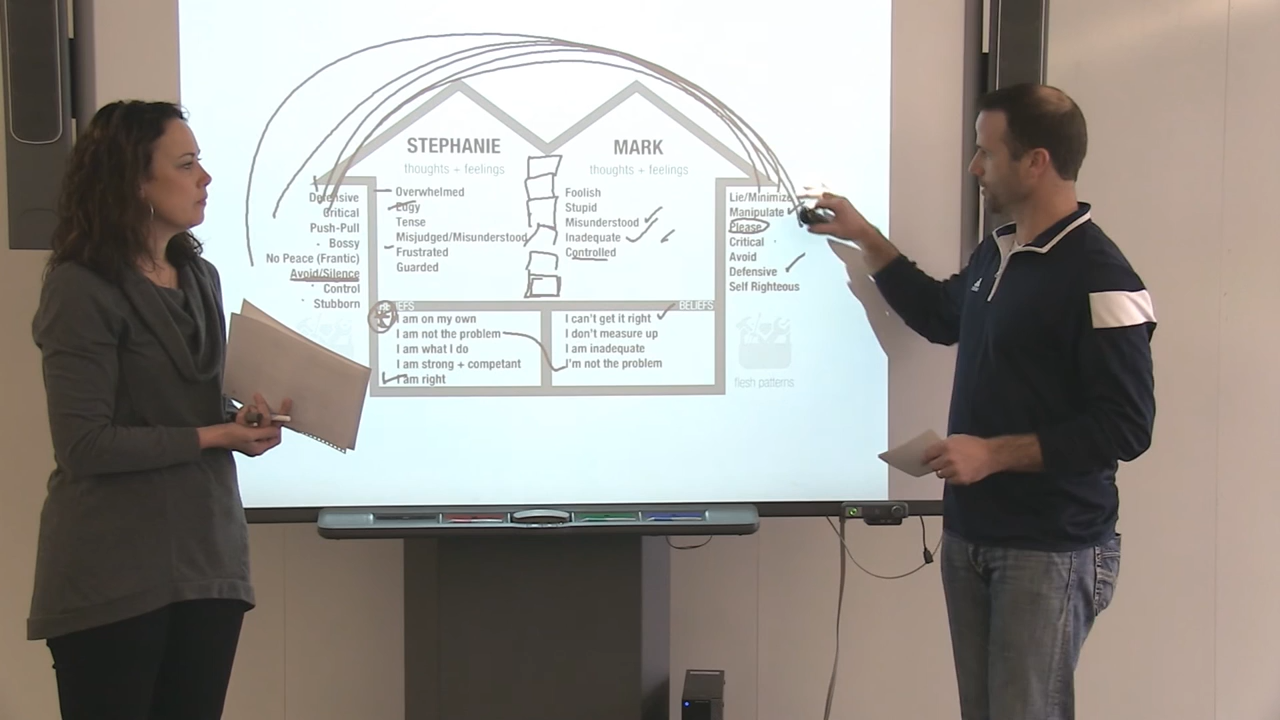 STEPHANIE
thoughts + feelings
Overwhelmed
Edgy
Tense
Misjudged/Misunderstood
Frustrated
Guarded
MARK
thoughts + feelings
Foolish
Stupid
Misunderstood
Inadequate
Controlled
Defensive
Critical
Push-Pull
Bossy
No Peace (Frantic)
Avoid/Silence
Control
Stubborn
Lie/Minimize
Manipulate
Please
Critical
Avoid
Defensive
Self Righteous
I am on my own
I am not the problem
I am what I do
I am strong + competant
I am right
BELIEFS
I can't get it right
I don't measure up
I am inadequate
I'm not the problem
flesh patterns